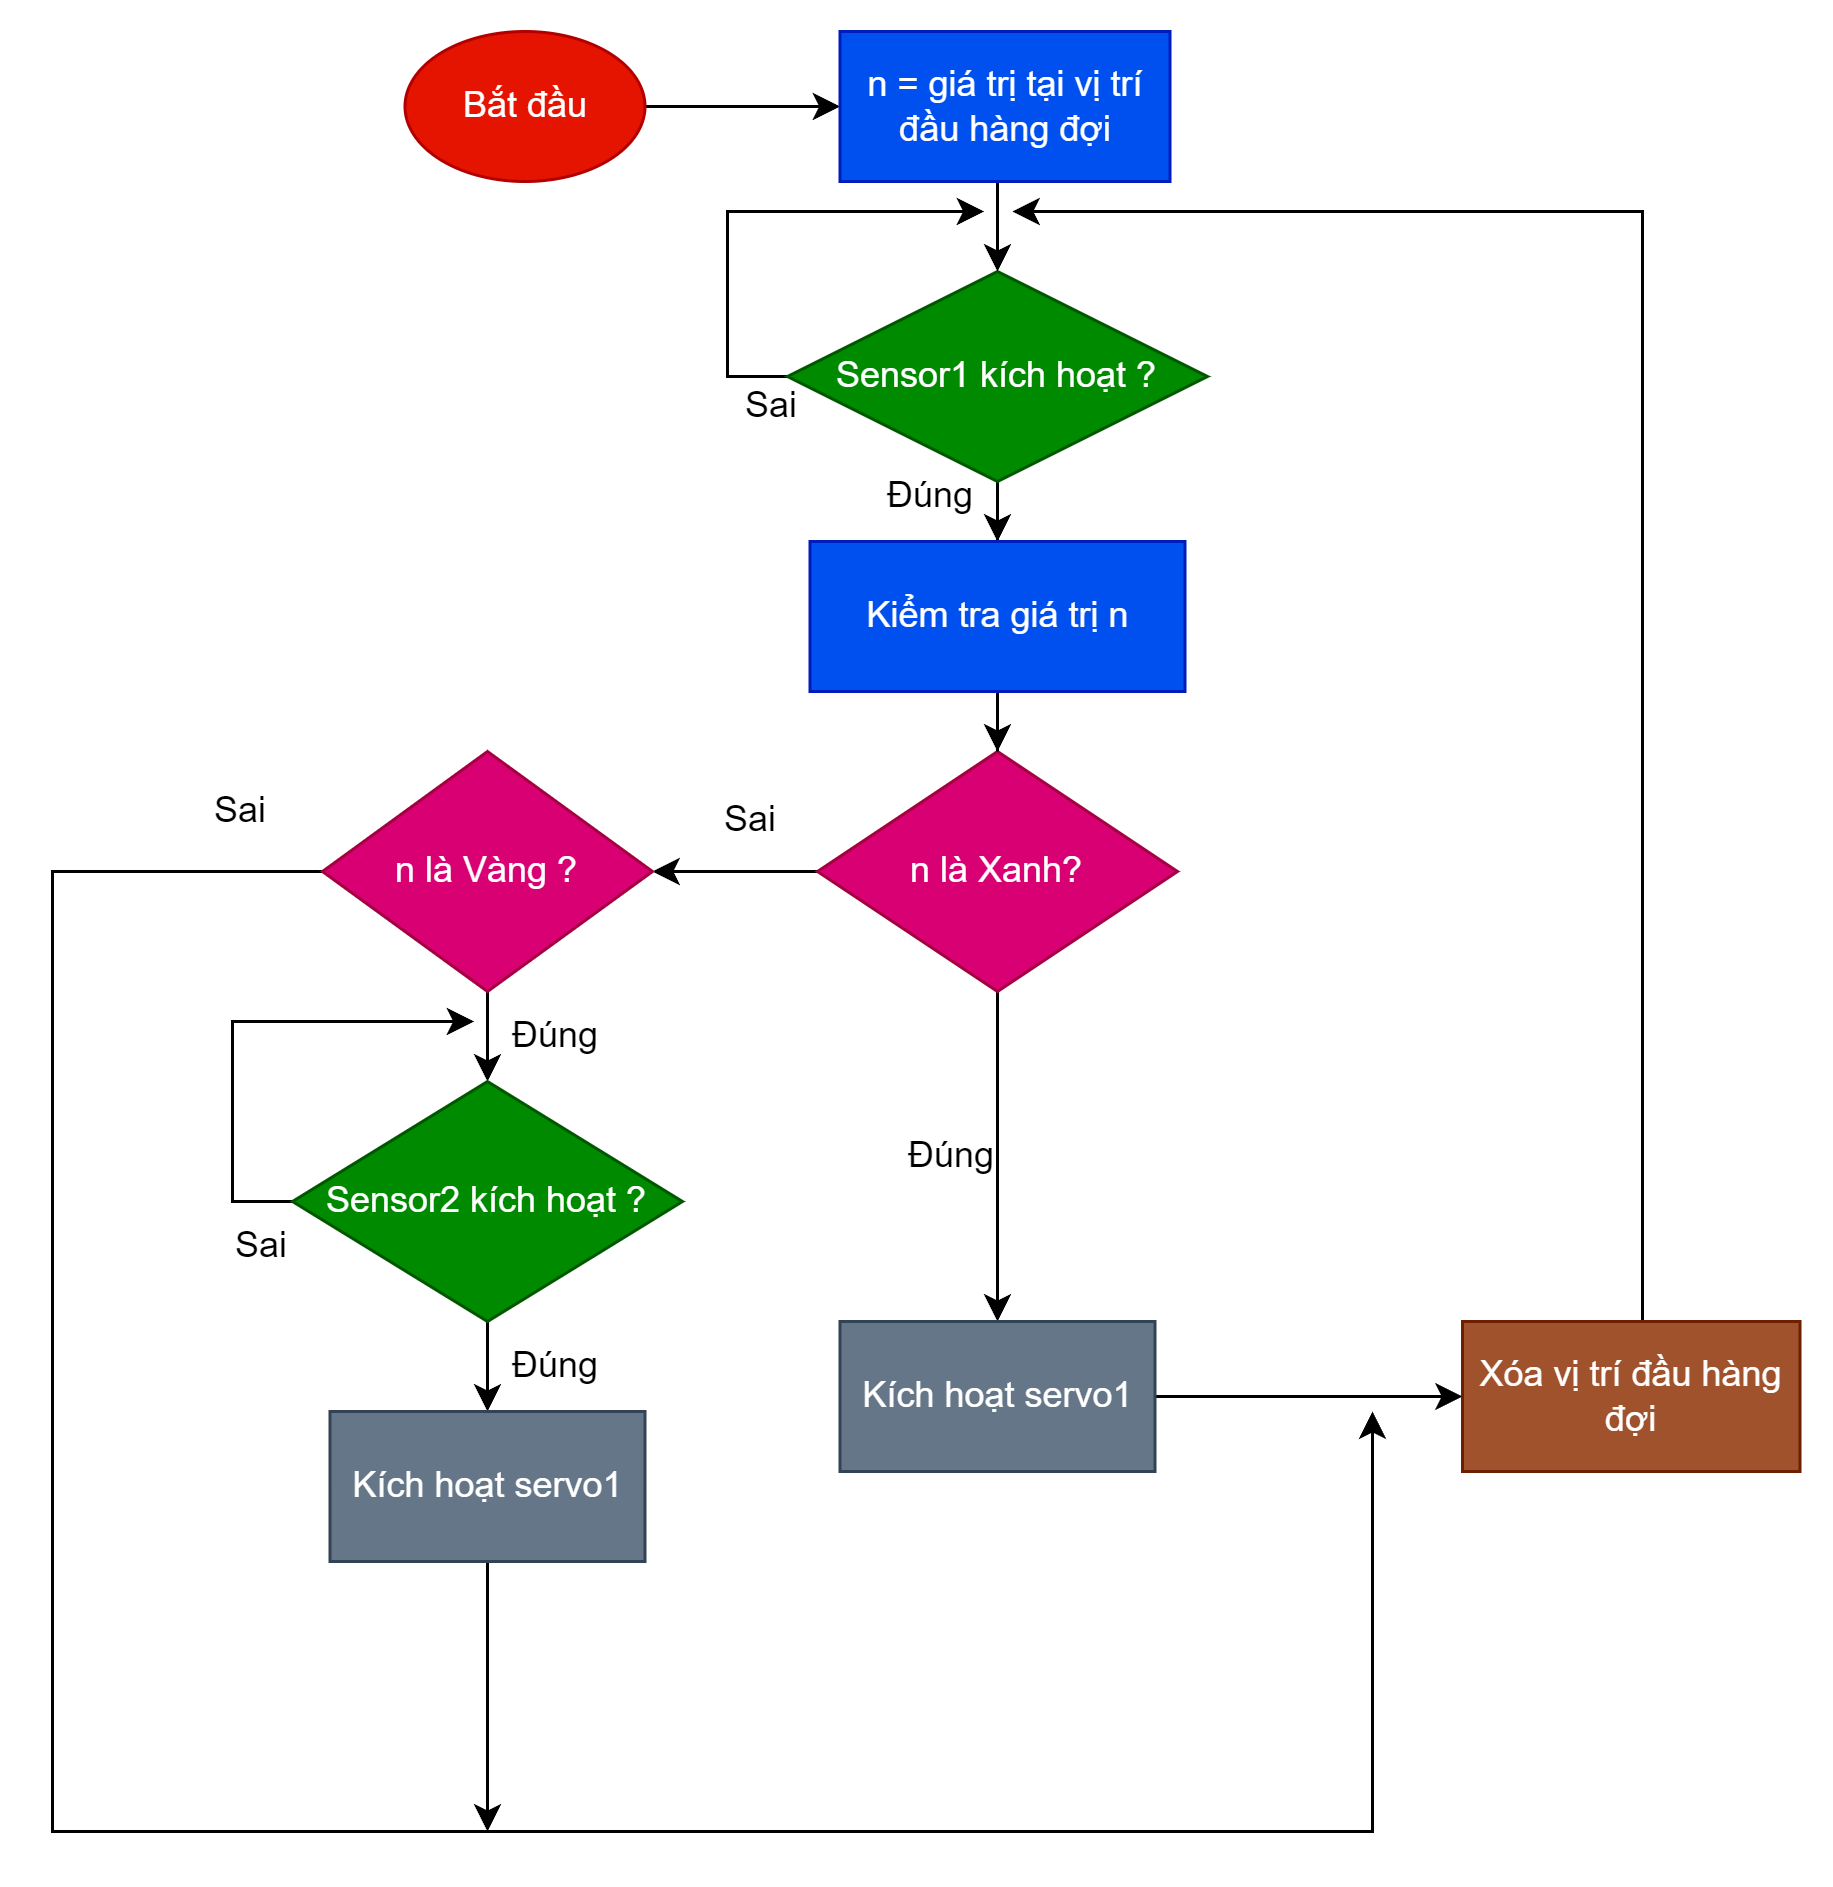 Bắt đầu
n = giá trị tại vị trí
đầu hàng đợi
Sensor1 kích hoạt ?
Sai
Đúng
Kiểm tra giá trị n
n là Xanh?
Sai
n là Vàng ?
Sai
Đúng
Sensor2 kích hoạt ?
Sai
Đúng
Kích hoạt servo1
Đúng
Kích hoạt servo1
Xóa vị trí đầu hàng
đợi